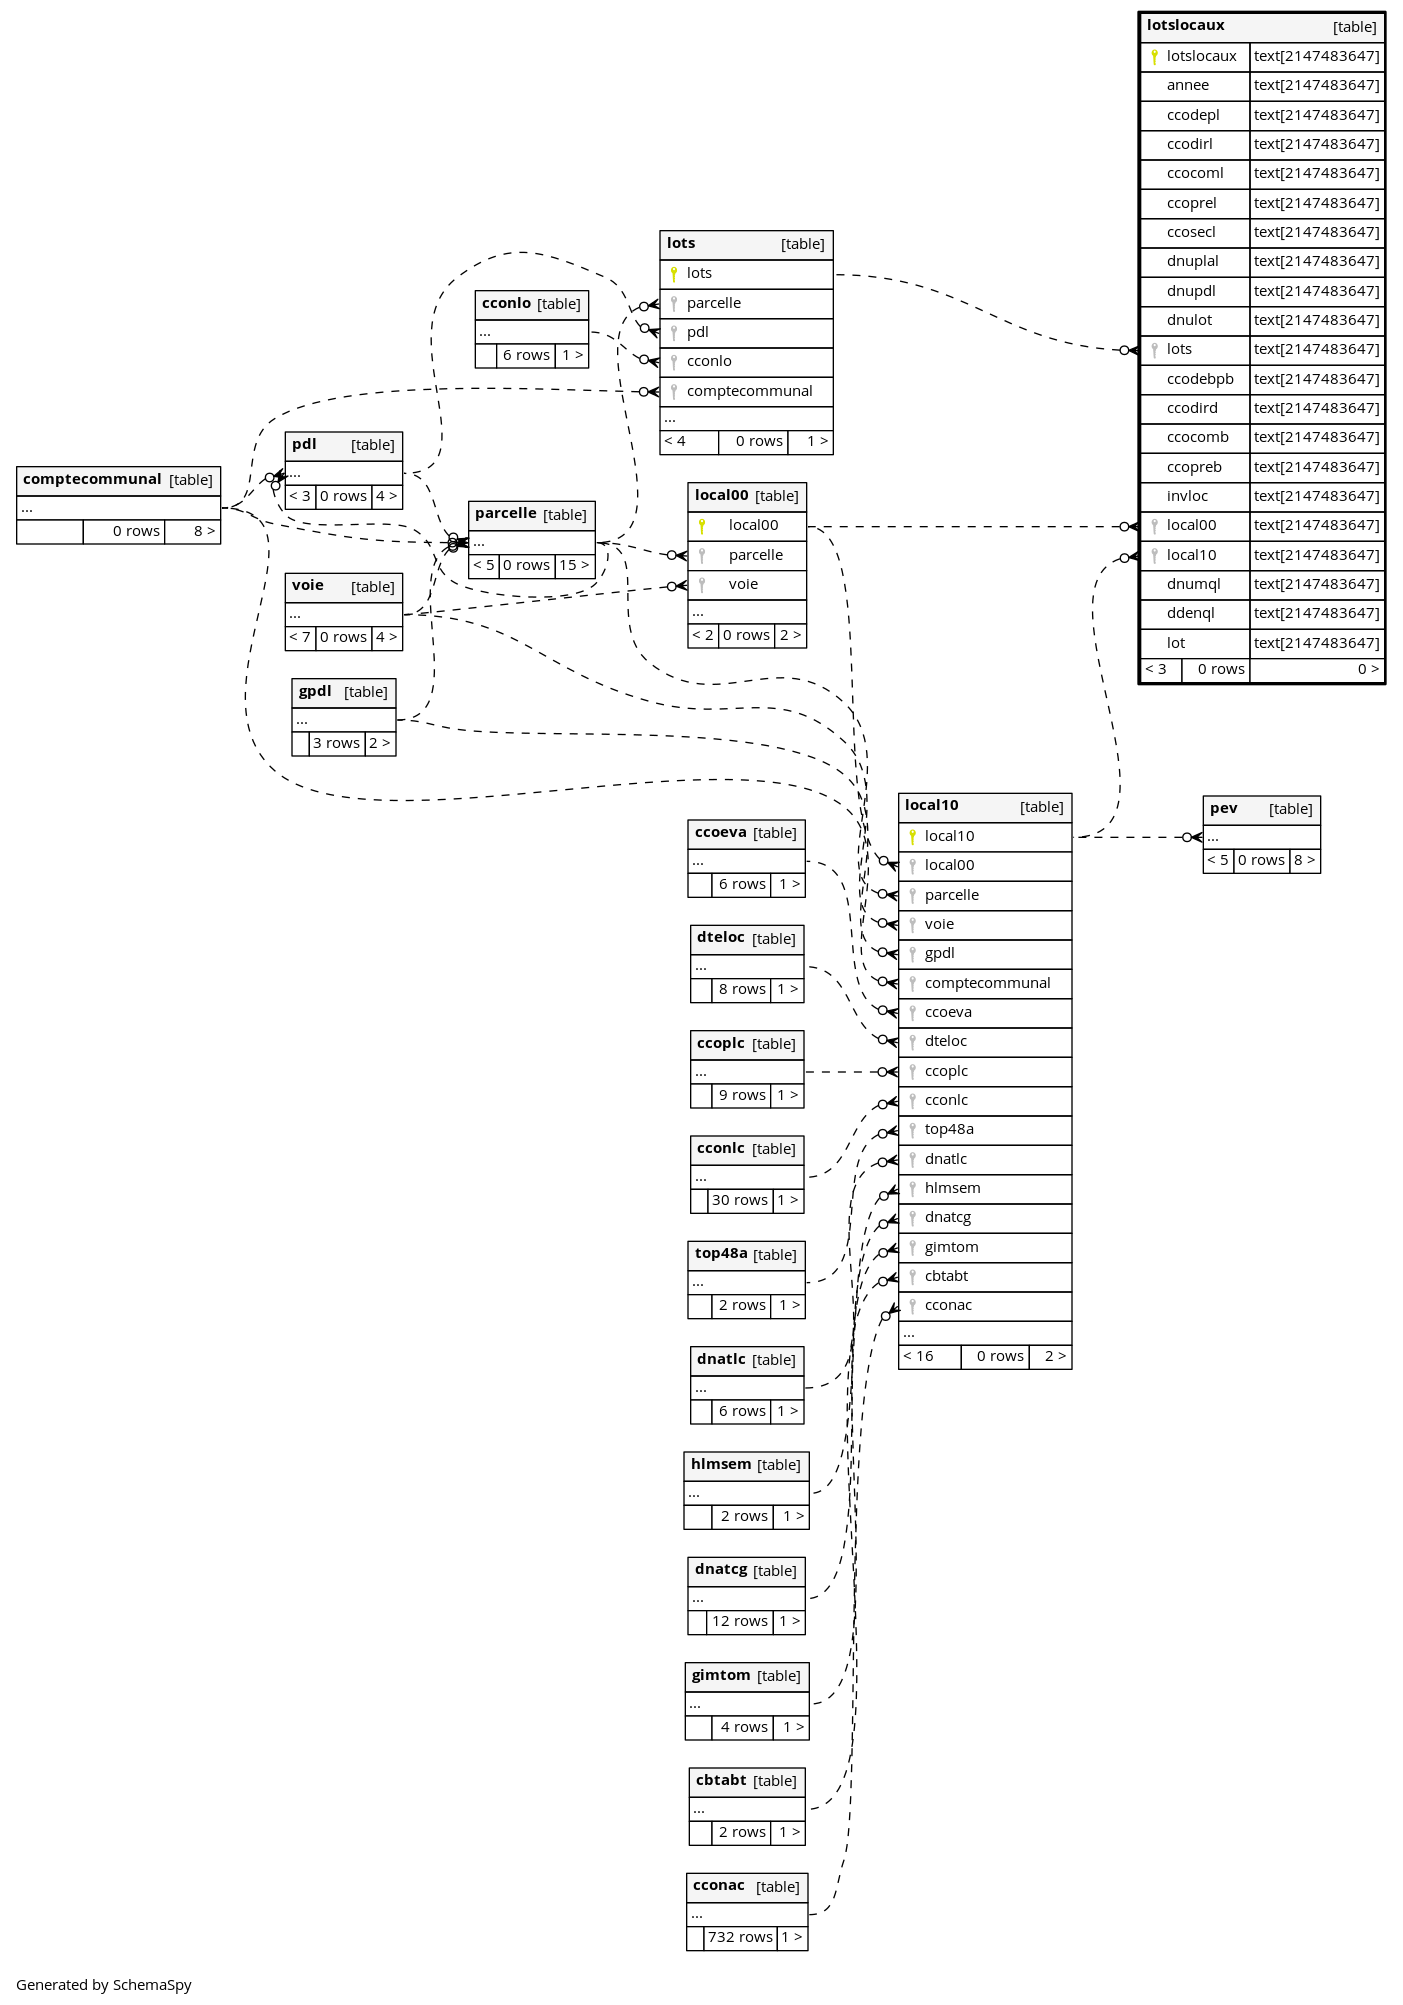 lotslocaux [table]
lotslocaux text[2147483647]
annee text[2147483647]
ccodepl text[2147483647]
ccodirl text[2147483647]
ccocoml text[2147483647]
ccoprel text[2147483647]
ccosecl text[2147483647]
dnuplal text[2147483647]
dnupdl text[2147483647]
dnulot text[2147483647]
lots text[2147483647]
ccodebpb text[2147483647]
ccodird text[2147483647]
ccocomb text[2147483647]
ccopreb text[2147483647]
invloc text[2147483647]
local00 text[2147483647]
local10 text[2147483647]
dnumql text[2147483647]
ddenql text[2147483647]
lot text[2147483647]
< 3 0 rows 0 >
lots [table]
lots
parcelle
pdl
cconlo
comptecommunal
...
< 4 0 rows 1 >
cconlo [table]
...
6 rows 1 >
pdl [table]
...
< 3 0 rows 4 >
comptecommunal [table]
...
0 rows 8 >
parcelle [table]
...
< 5 0 rows 15 >
local00 [table]
local00
parcelle
voie
...
< 2 0 rows 2 >
voie [table]
...
< 7 0 rows 4 >
gpdl [table]
...
3 rows 2 >
local10 [table]
local10
local00
parcelle
voie
gpdl
comptecommunal
ccoeva
dteloc
ccoplc
cconlc
top48a
dnatlc
hlmsem
dnatcg
gimtom
cbtabt
cconac
...
< 16 0 rows 2 >
pev [table]
...
< 5 0 rows 8 >
ccoeva [table]
...
6 rows 1 >
dteloc [table]
...
8 rows 1 >
ccoplc [table]
...
9 rows 1 >
cconlc [table]
...
30 rows 1 >
top48a [table]
...
2 rows 1 >
dnatlc [table]
...
6 rows 1 >
hlmsem [table]
...
2 rows 1 >
dnatcg [table]
...
12 rows 1 >
gimtom [table]
...
4 rows 1 >
cbtabt [table]
...
2 rows 1 >
cconac [table]
...
732 rows 1 >
Generated by SchemaSpy